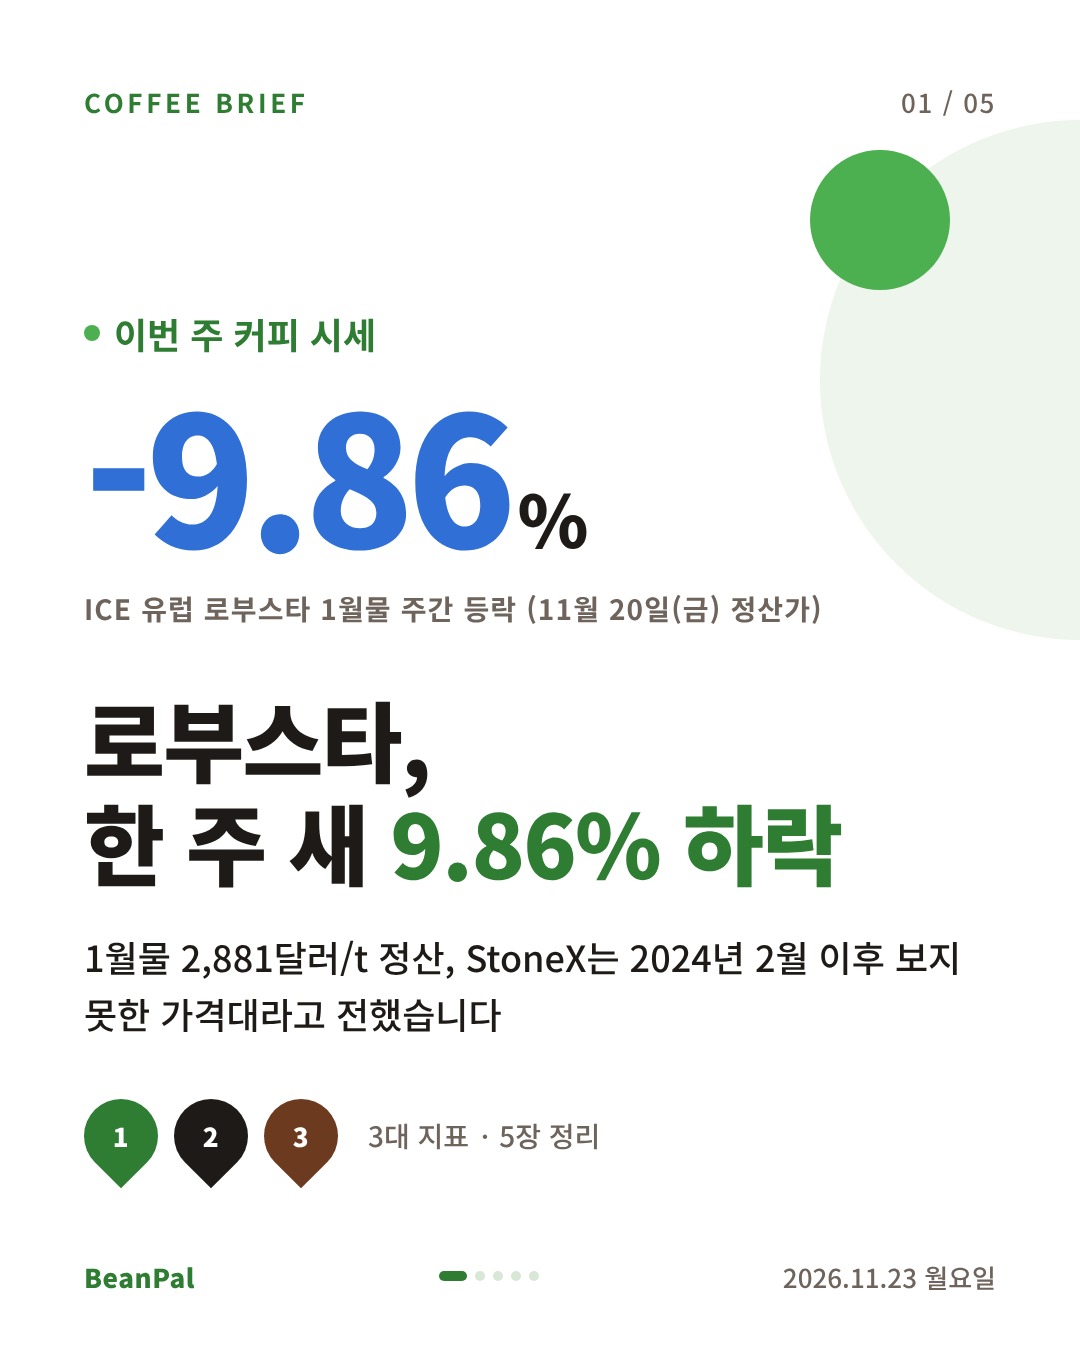 COFFEE BRIEF
01 / 05
이번 주 커피 시세
-9.86%
ICE 유럽 로부스타 1월물 주간 등락 (11월 20일(금) 정산가)
로부스타,
한 주 새 9.86% 하락
1월물 2,881달러/t 정산, StoneX는 2024년 2월 이후 보지
못한 가격대라고 전했습니다
1 2 3 3대 지표 · 5장 정리
BeanPal
2026.11.23 월요일